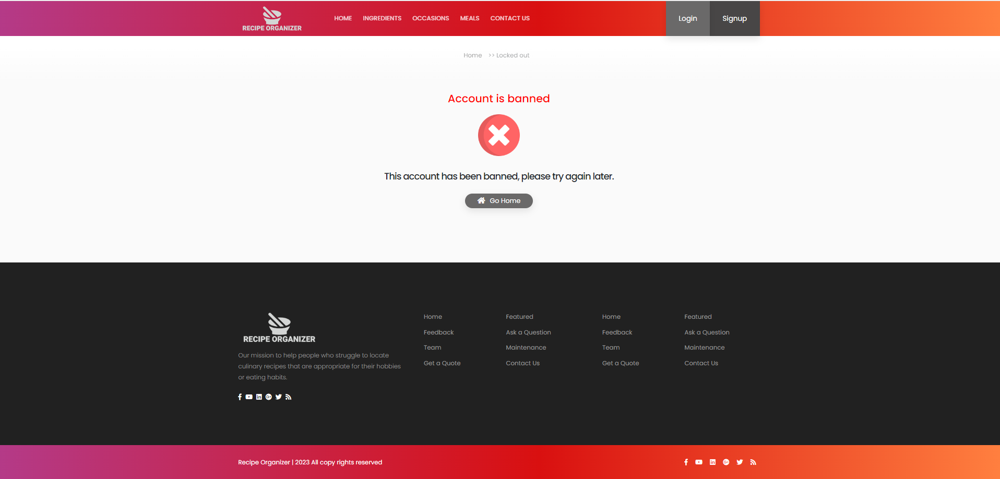 RECIPE ORGANIZER
HOME INGREDIENTS OCCASIONS MEALS CONTACT US
Login Signup
Home >> Locked out
Account is banned
This account has been banned, please try again later.
Go Home
RECIPE ORGANIZER
Our mission to help people who struggle to locate
culinary recipes that are appropriate for their hobbies
or eating habits.
Home
Feedback
Team
Get a Quote
Featured
Ask a Question
Maintenance
Contact Us
Home
Feedback
Team
Get a Quote
Featured
Ask a Question
Maintenance
Contact Us
Recipe Organizer | 2023 All copy rights reserved